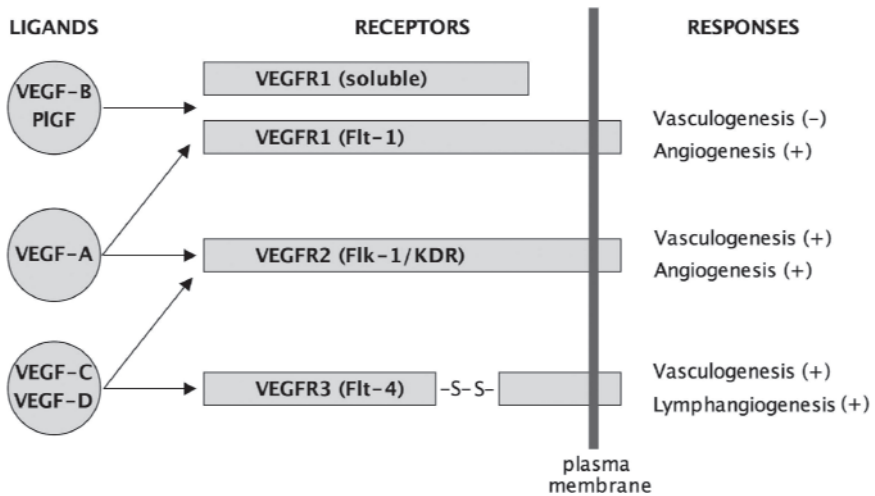 LIGANDS
RECEPTORS
RESPONSES
VEGF-B
PlGF
VEGFR1 (soluble)
VEGFR1 (Flt-1)
Vasculogenesis (-)
Angiogenesis (+)
VEGF-A
VEGFR2 (Flk-1/KDR)
Vasculogenesis (+)
Angiogenesis (+)
VEGF-C
VEGF-D
VEGFR3 (Flt-4)
-S-S-
Vasculogenesis (+)
Lymphangiogenesis (+)
plasma
membrane